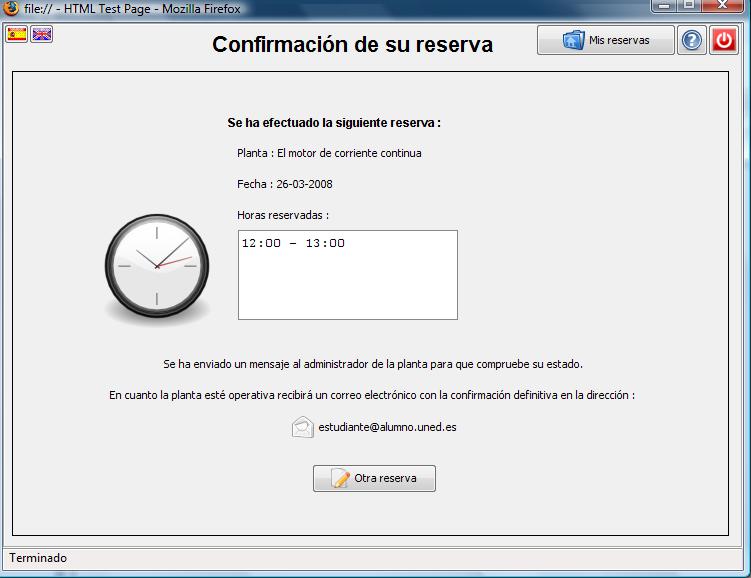 file:// - HTML Test Page - Mozilla Firefox
Confirmación de su reserva
Mis reservas
?
Se ha efectuado la siguiente reserva :
Planta : El motor de corriente continua
Fecha : 26-03-2008
Horas reservadas :
12:00 - 13:00
Se ha enviado un mensaje al administrador de la planta para que compruebe su estado.
En cuanto la planta esté operativa recibirá un correo electrónico con la confirmación definitiva en la dirección :
estudiante@alumno.uned.es
Otra reserva
Terminado